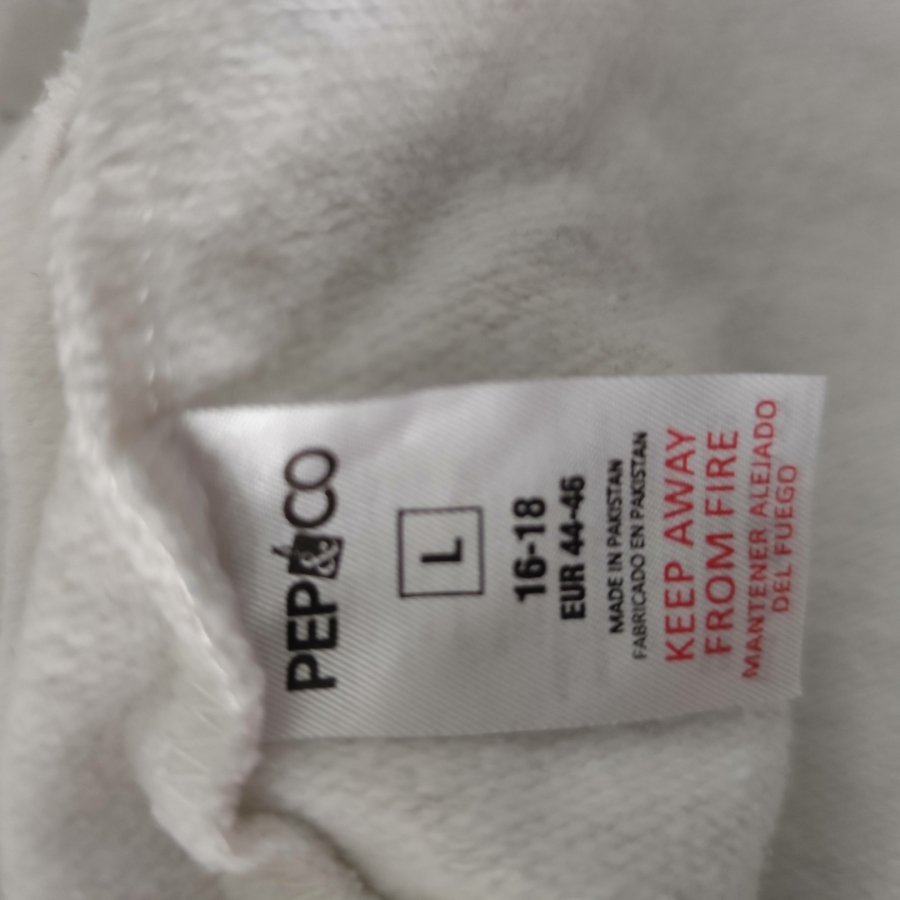 PEP&CO
L
16-18
EUR 44-46
MADE IN PAKISTAN
FABRICADO EN PAKISTAN
KEEP AWAY
FROM FIRE
MANTENER ALEJADO
DEL FUEGO